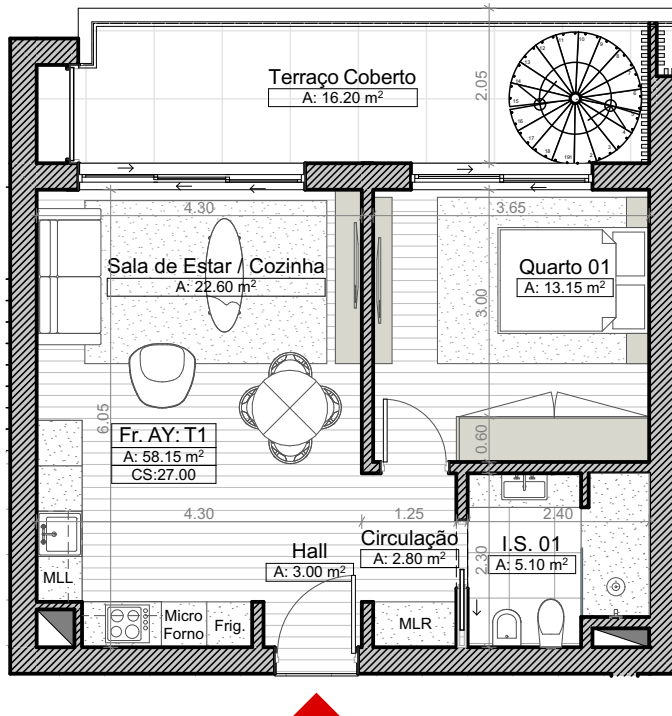 Terraço Coberto
A: 16.20 m²
2.05
4.30
3.65
Sala de Estar / Cozinha
A: 22.60 m²
Quarto 01
A: 13.15 m²
3.00
6.05
Fr. AY: T1
A: 58.15 m²
CS:27.00
0.60
4.30
1.25
2.40
Hall
A: 3.00 m²
Circulação
A: 2.80 m²
2.30
I.S. 01
A: 5.10 m²
MLL
Micro
Forno
Frig.
MLR